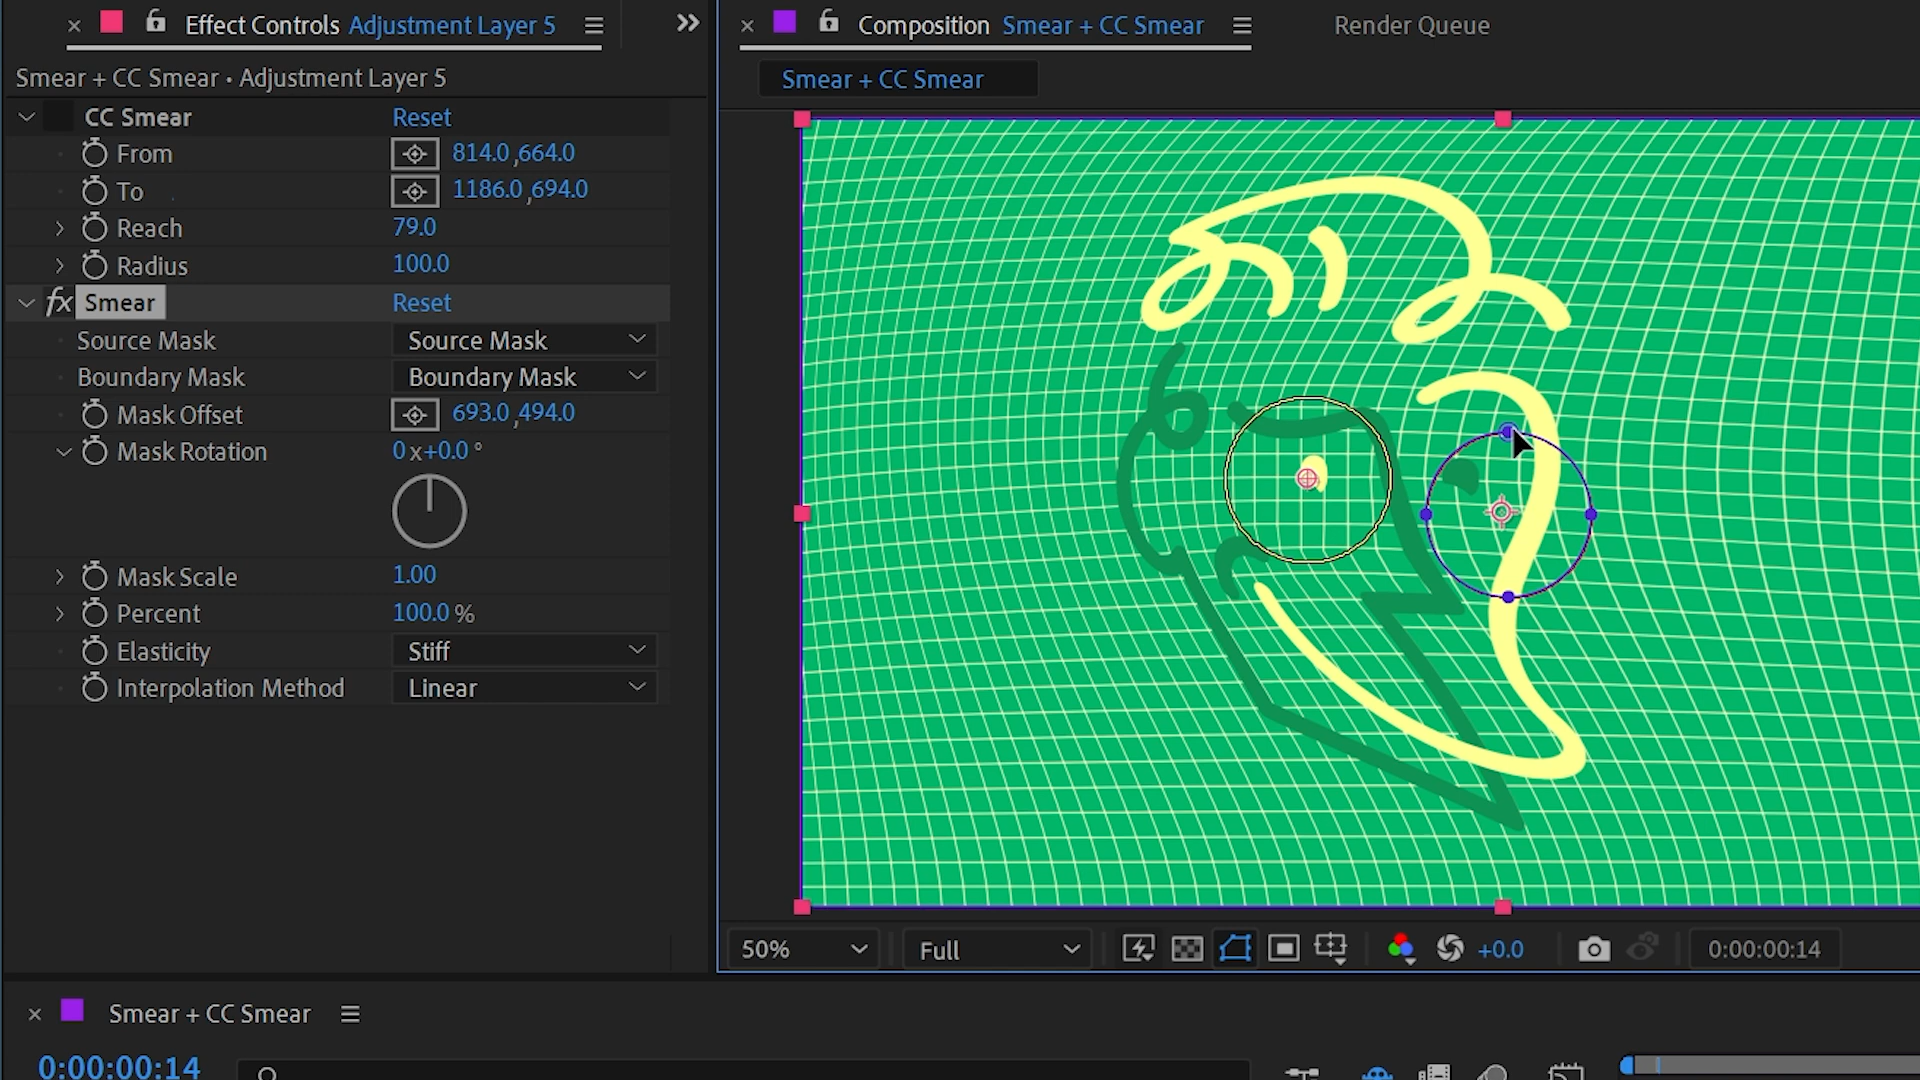 Effect Controls Adjustment Layer 5
Smear + CC Smear • Adjustment Layer 5
CC Smear Reset
From 814.0,664.0
To 1186.0,694.0
Reach 79.0
Radius 100.0
fx Smear Reset
Source Mask Source Mask
Boundary Mask Boundary Mask
Mask Offset 693.0,494.0
Mask Rotation 0x+0.0°
Mask Scale 1.00
Percent 100.0%
Elasticity Stiff
Interpolation Method Linear
Composition Smear + CC Smear
Render Queue
Smear + CC Smear
50% Full +0.0 0:00:00:14
Smear + CC Smear
0:00:00:14